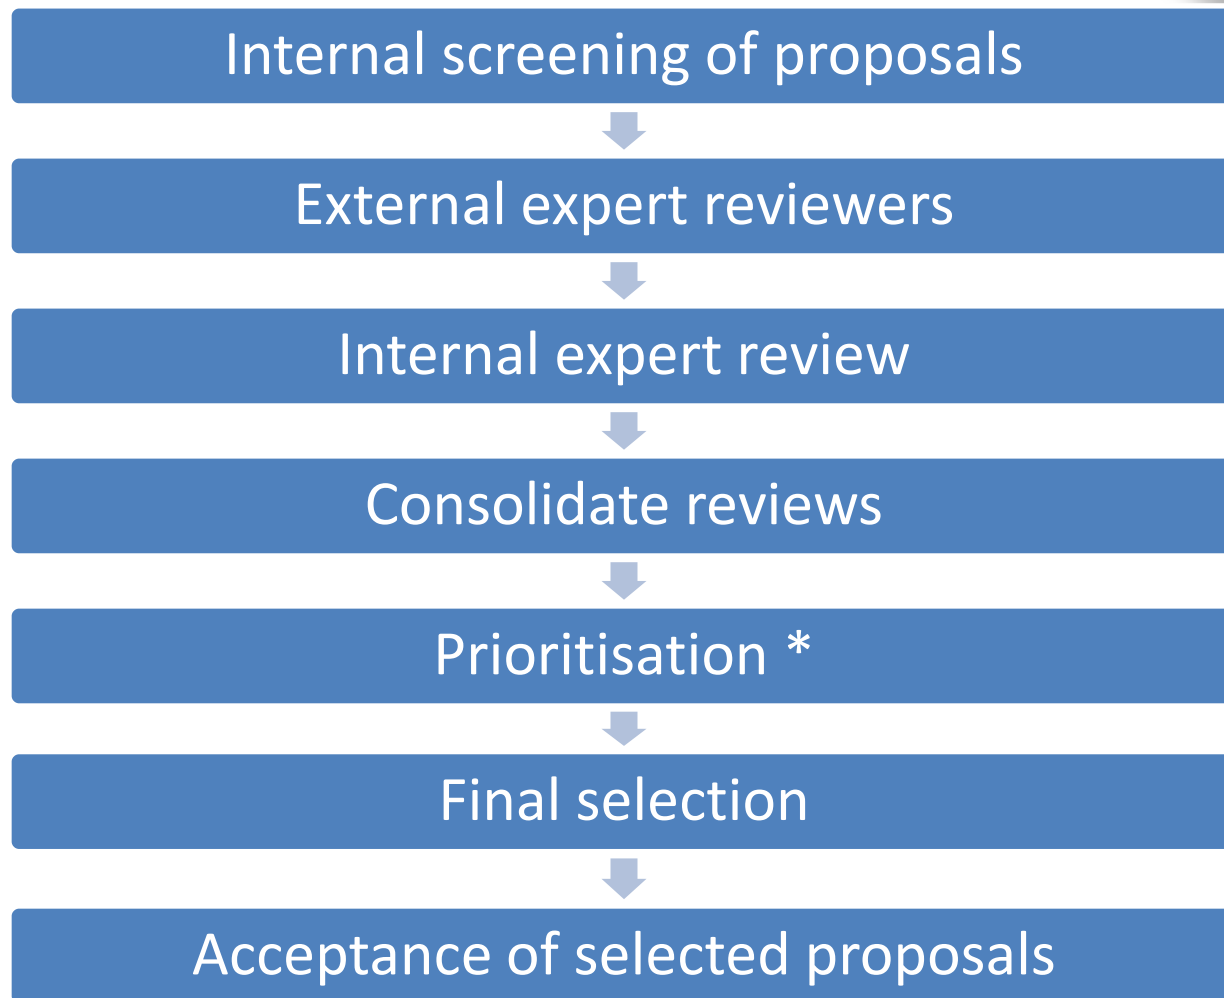 Internal screening of proposals
External expert reviewers
Internal expert review
Consolidate reviews
Prioritisation *
Final selection
Acceptance of selected proposals